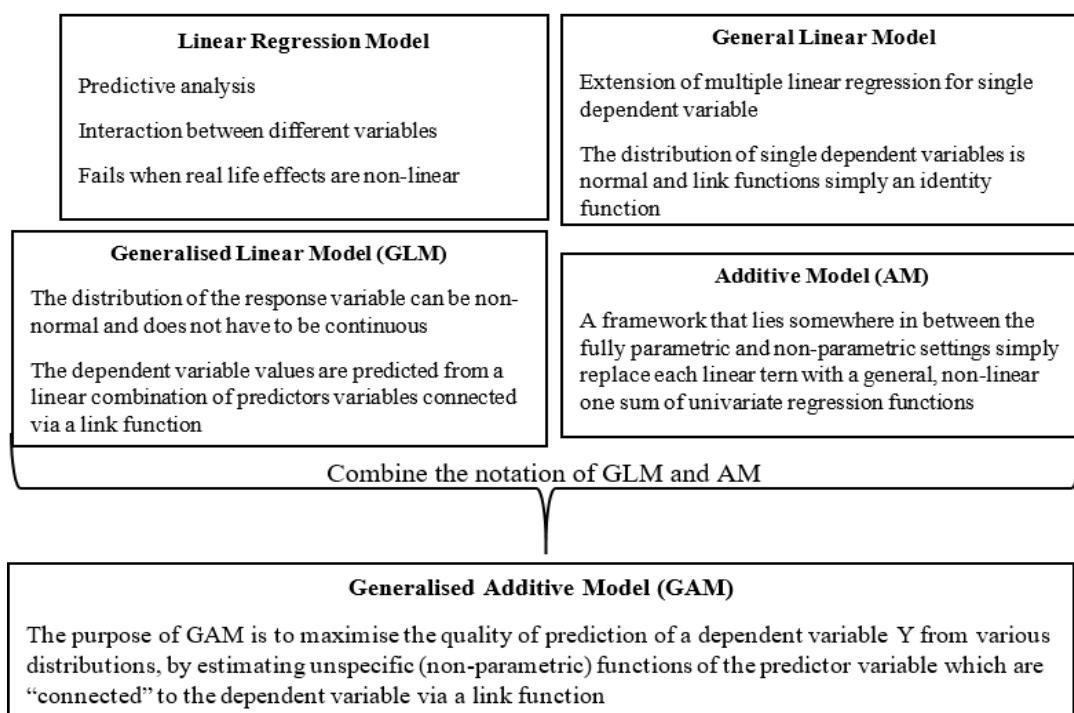 Linear Regression Model
Predictive analysis
Interaction between different variables
Fails when real life effects are non-linear
General Linear Model
Extension of multiple linear regression for single
dependent variable
The distribution of single dependent variables is
normal and link functions simply an identity
function
Generalised Linear Model (GLM)
The distribution of the response variable can be non-
normal and does not have to be continuous
The dependent variable values are predicted from a
linear combination of predictors variables connected
via a link function
Additive Model (AM)
A framework that lies somewhere in between the
fully parametric and non-parametric settings simply
replace each linear tern with a general, non-linear
one sum of univariate regression functions
Combine the notation of GLM and AM
Generalised Additive Model (GAM)
The purpose of GAM is to maximise the quality of prediction of a dependent variable Y from various
distributions, by estimating unspecific (non-parametric) functions of the predictor variable which are
“connected” to the dependent variable via a link function